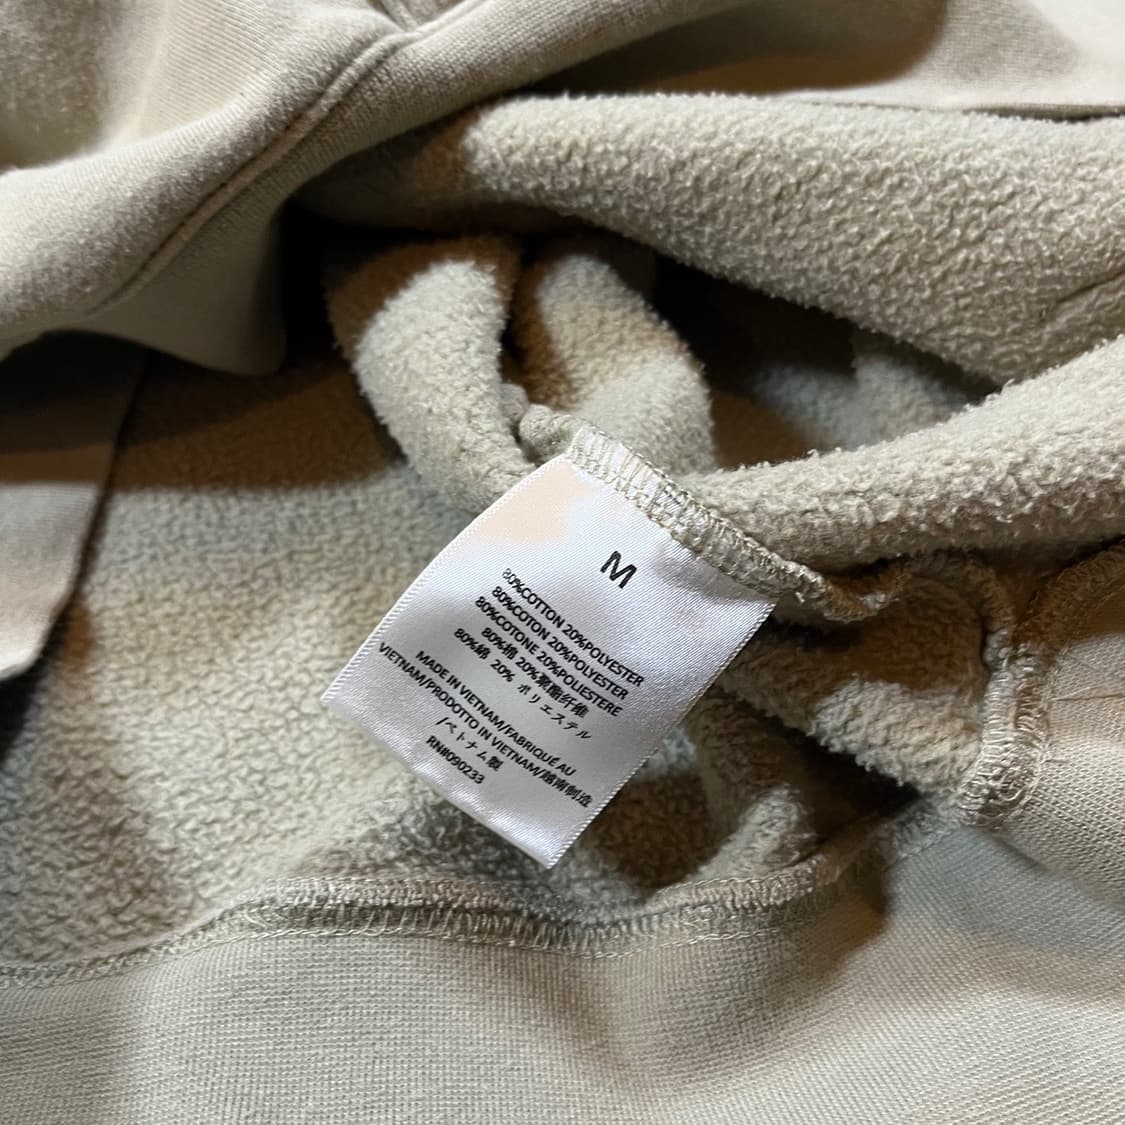 M
80%COTTON 20%POLYESTER
80%COTON 20%POLYESTER
80%COTONE 20%POLIESTERE
80%棉 20%聚酯纤维
80%綿 20% ポリエステル
MADE IN VIETNAM/FABRIQUÉ AU
VIETNAM/PRODOTTO IN VIETNAM/越南制造
/ベトナム製
RN#090233